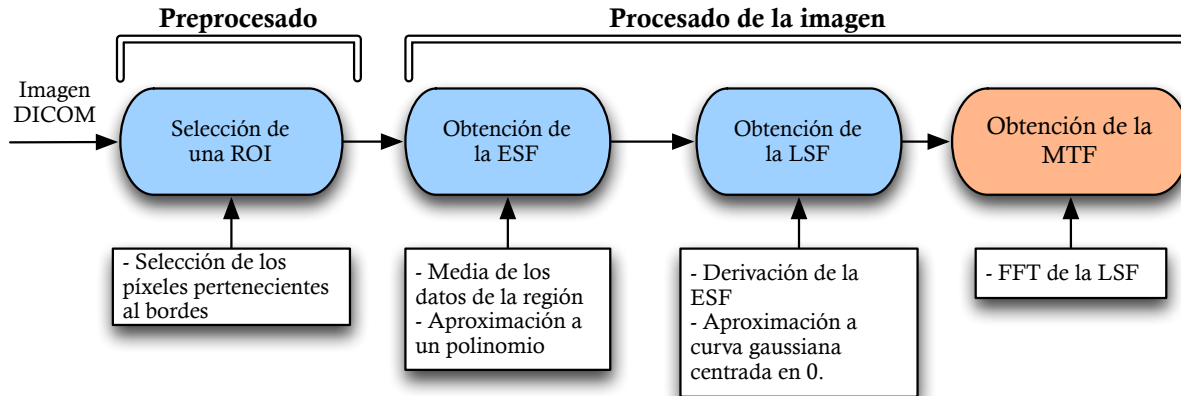 Preprocesado
Procesado de la imagen
Imagen
DICOM
Selección de
una ROI
Obtención de
la ESF
Obtención de
la LSF
Obtención de la
MTF
- Selección de los
píxeles pertenecientes
al bordes
- Media de los
datos de la región
- Aproximación a
un polinomio
- Derivación de la
ESF
- Aproximación a
curva gaussiana
centrada en 0.
- FFT de la LSF